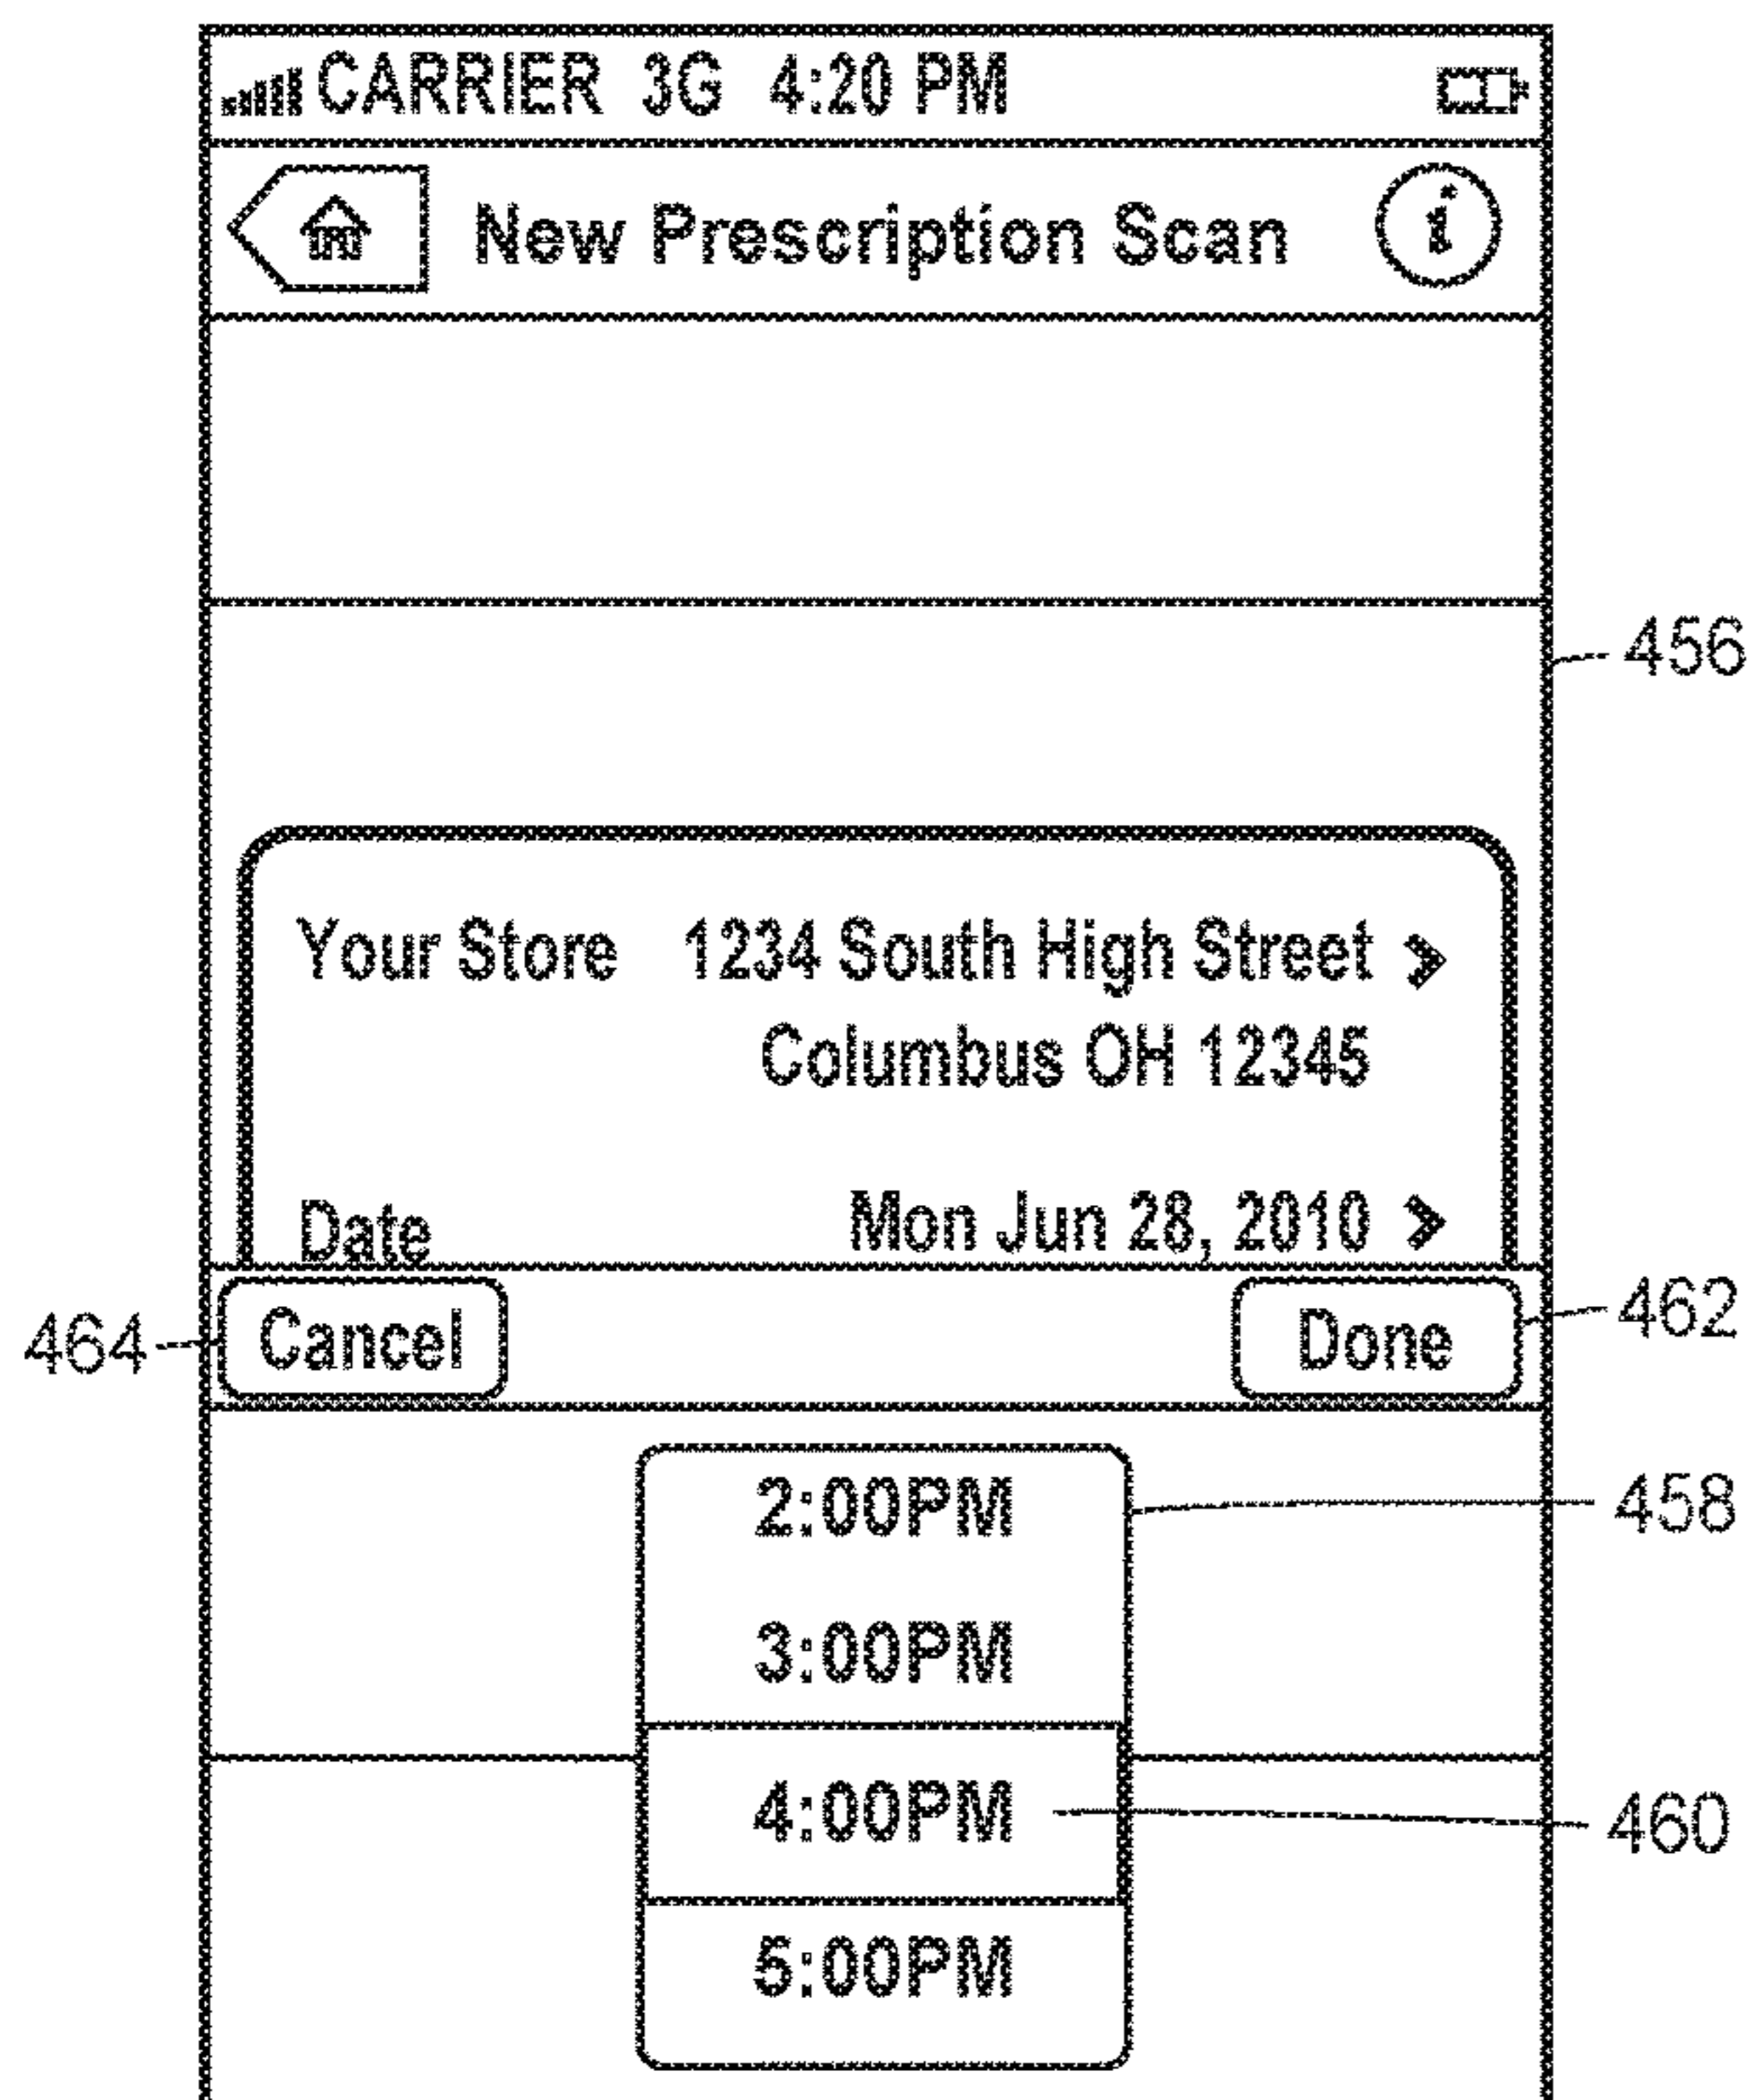 CARRIER 3G 4:20 PM
New Prescription Scan i
456
Your Store 1234 South High Street >
Columbus OH 12345
Date Mon Jun 28, 2010 >
464 Cancel Done 462
2:00PM 458
3:00PM
4:00PM 460
5:00PM